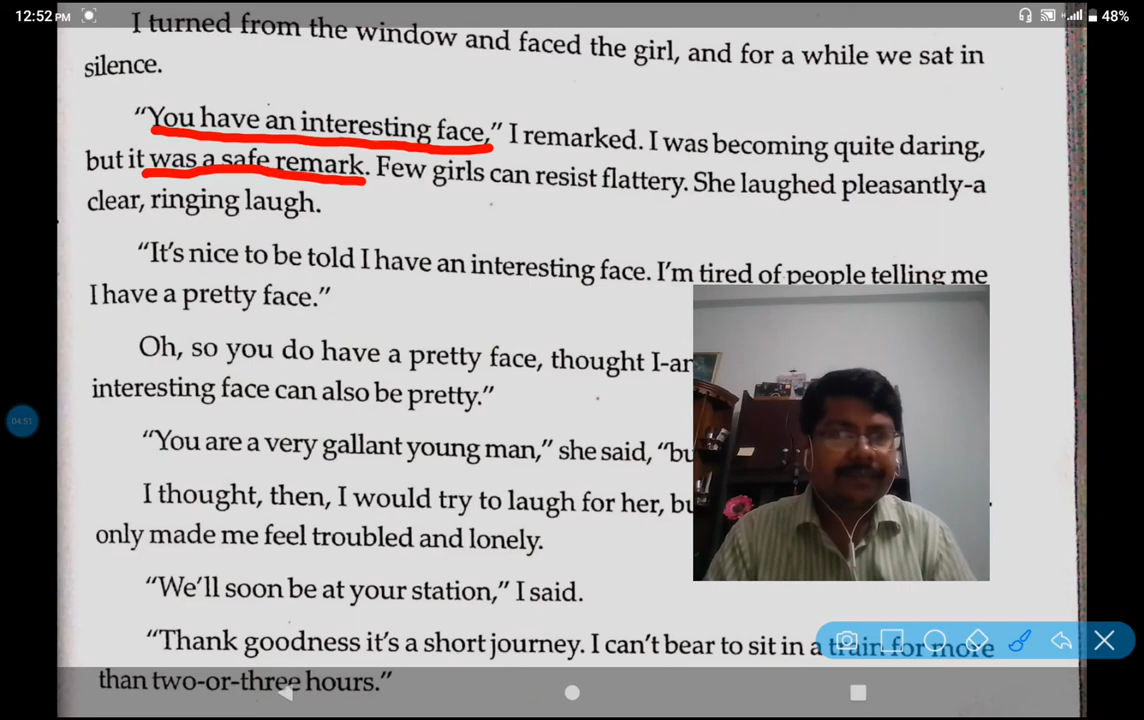 12:52 PM
48%
I turned from the window and faced the girl, and for a while we sat in
silence.
"You have an interesting face," I remarked. I was becoming quite daring,
but it was a safe remark. Few girls can resist flattery. She laughed pleasantly-a
clear, ringing laugh.
"It's nice to be told I have an interesting face. I'm tired of people telling me
I have a pretty face."
Oh, so you do have a pretty face, thought I-
interesting face can also be pretty."
"You are a very gallant young man," she said,
I thought, then, I would try to laugh for her,
only made me feel troubled and lonely.
04:51
"We'll soon be at your station," I said.
"Thank goodness it's a short journey. I can't bear to sit in a train for more
than two-or-three hours."